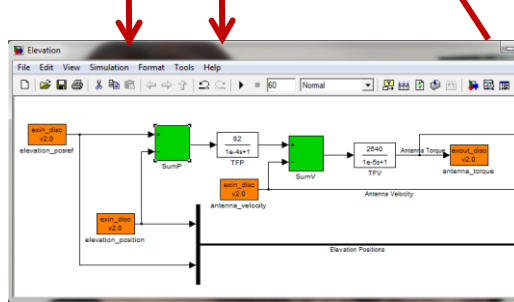 Elevation
File Edit View Simulation Format Tools Help
60 Normal
exin_disc
v2.0
elevation_posref
SumP
82
1e-4s+1
TFP
SumV
2640
1e-5s+1
TFV
Antenna Torque
exout_disc
v2.0
antenna_torque
exin_disc
v2.0
antenna_velocity
Antenna Velocity
exin_disc
v2.0
elevation_position
Elevation Positions